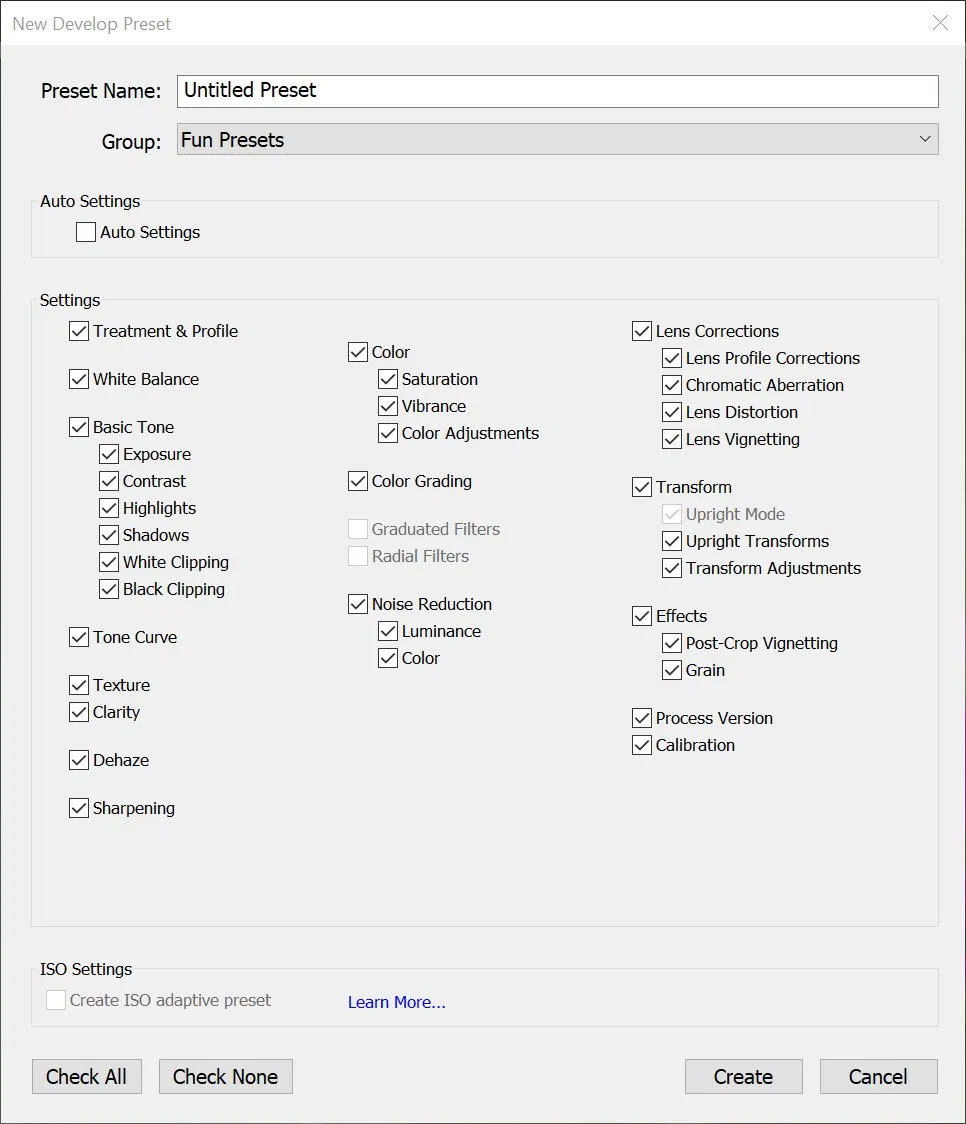 New Develop Preset
Preset Name: Untitled Preset
Group: Fun Presets
Auto Settings
Auto Settings
Settings
Treatment & Profile
White Balance
Basic Tone
Exposure
Contrast
Highlights
Shadows
White Clipping
Black Clipping
Tone Curve
Texture
Clarity
Dehaze
Sharpening
Color
Saturation
Vibrance
Color Adjustments
Color Grading
Graduated Filters
Radial Filters
Noise Reduction
Luminance
Color
Lens Corrections
Lens Profile Corrections
Chromatic Aberration
Lens Distortion
Lens Vignetting
Transform
Upright Mode
Upright Transforms
Transform Adjustments
Effects
Post-Crop Vignetting
Grain
Process Version
Calibration
ISO Settings
Create ISO adaptive preset
Learn More...
Check All
Check None
Create
Cancel